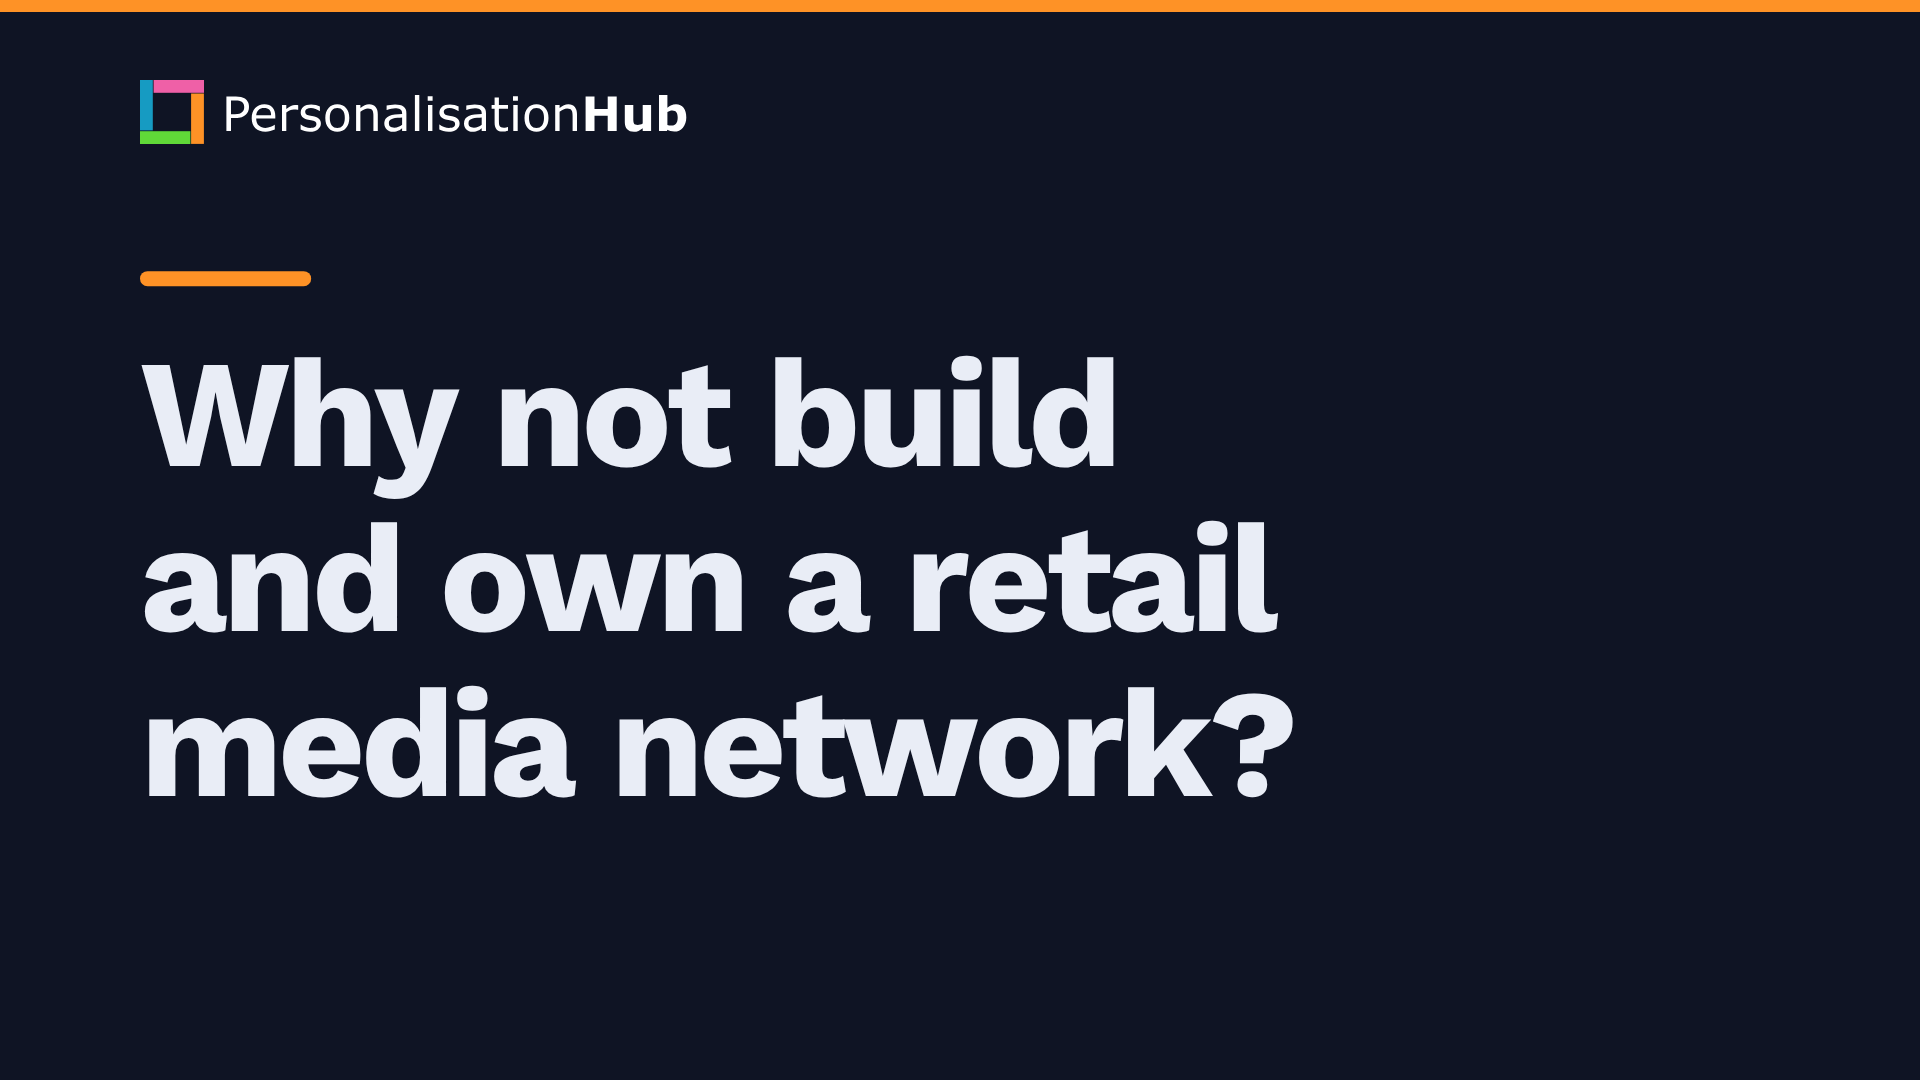 PersonalisationHub
Why not build
and own a retail
media network?